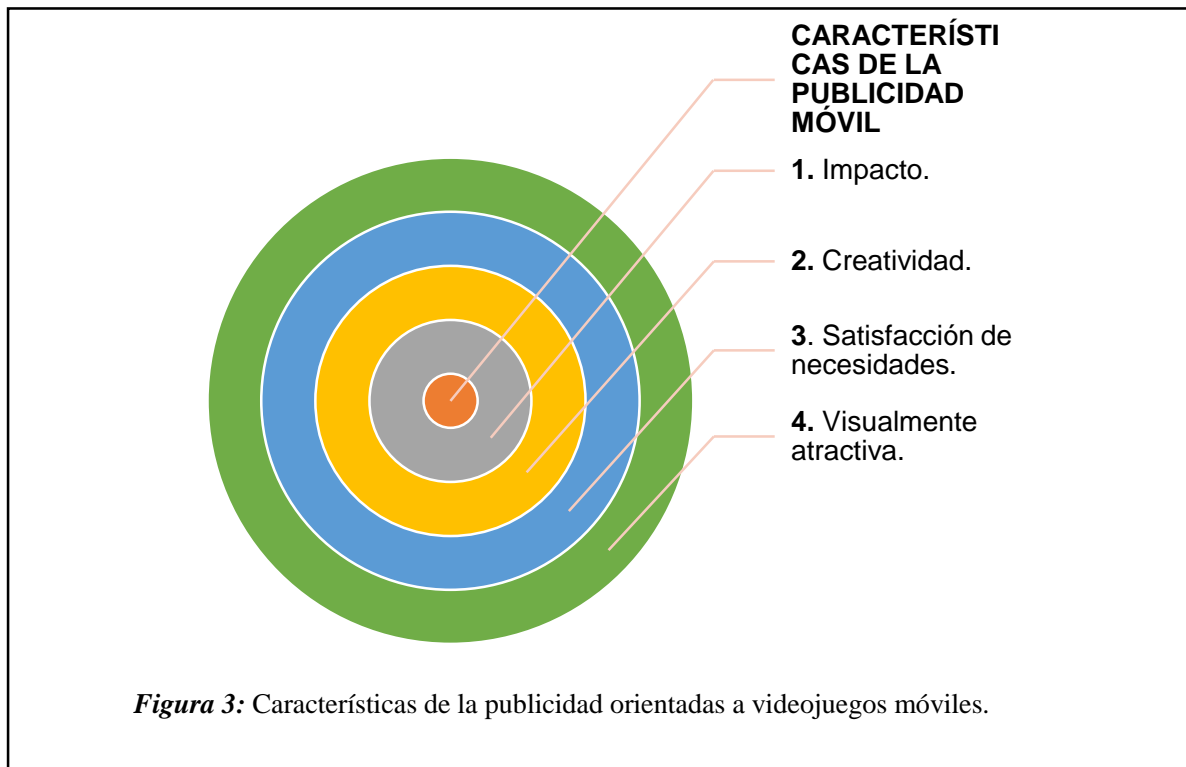 CARACTERÍSTI
CAS DE LA
PUBLICIDAD
MÓVIL
1. Impacto.
2. Creatividad.
3. Satisfacción de
necesidades.
4. Visualmente
atractiva.
Figura 3: Características de la publicidad orientadas a videojuegos móviles.